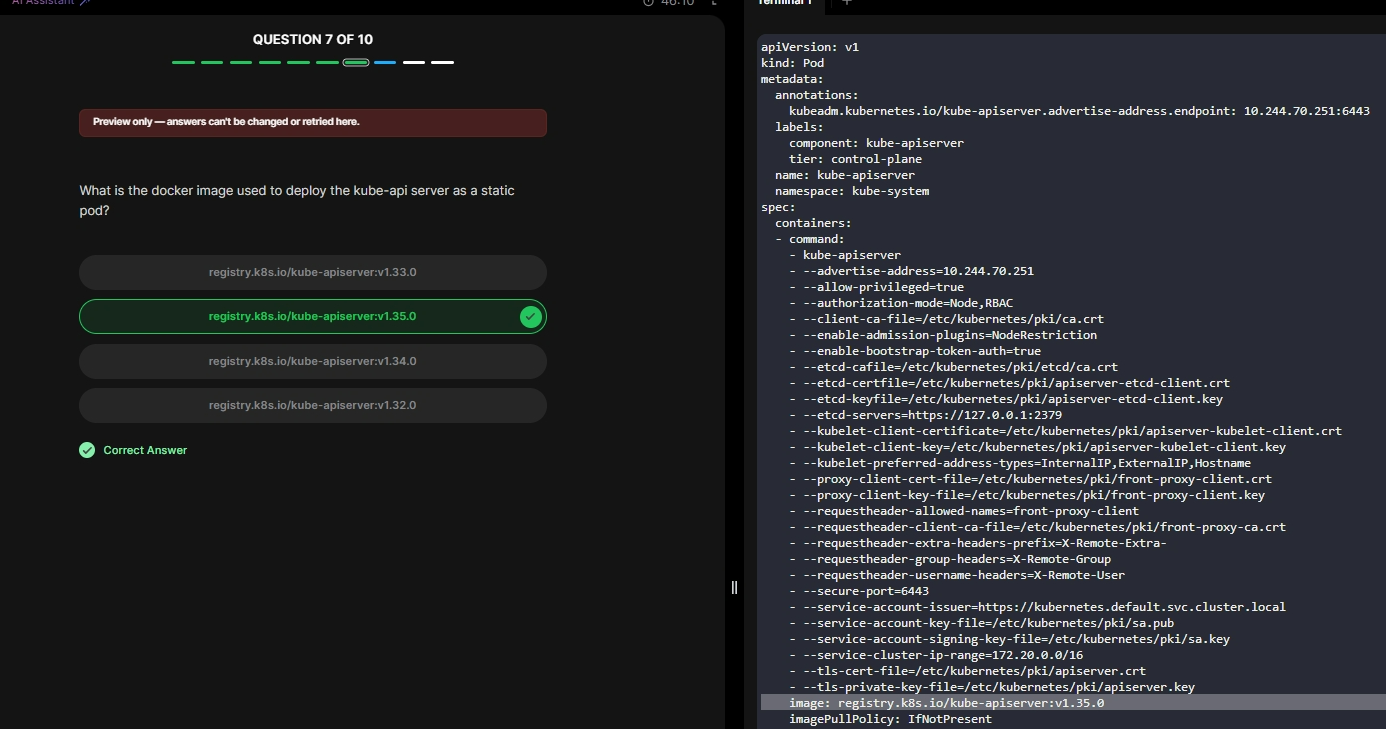 AI Assistant
46:10
QUESTION 7 OF 10
Preview only — answers can't be changed or retried here.
What is the docker image used to deploy the kube-api server as a static
pod?
registry.k8s.io/kube-apiserver:v1.33.0
registry.k8s.io/kube-apiserver:v1.35.0
registry.k8s.io/kube-apiserver:v1.34.0
registry.k8s.io/kube-apiserver:v1.32.0
Correct Answer
Terminal 1 +
apiVersion: v1
kind: Pod
metadata:
  annotations:
    kubeadm.kubernetes.io/kube-apiserver.advertise-address.endpoint: 10.244.70.251:6443
  labels:
    component: kube-apiserver
    tier: control-plane
  name: kube-apiserver
  namespace: kube-system
spec:
  containers:
  - command:
    - kube-apiserver
    - --advertise-address=10.244.70.251
    - --allow-privileged=true
    - --authorization-mode=Node,RBAC
    - --client-ca-file=/etc/kubernetes/pki/ca.crt
    - --enable-admission-plugins=NodeRestriction
    - --enable-bootstrap-token-auth=true
    - --etcd-cafile=/etc/kubernetes/pki/etcd/ca.crt
    - --etcd-certfile=/etc/kubernetes/pki/apiserver-etcd-client.crt
    - --etcd-keyfile=/etc/kubernetes/pki/apiserver-etcd-client.key
    - --etcd-servers=https://127.0.0.1:2379
    - --kubelet-client-certificate=/etc/kubernetes/pki/apiserver-kubelet-client.crt
    - --kubelet-client-key=/etc/kubernetes/pki/apiserver-kubelet-client.key
    - --kubelet-preferred-address-types=InternalIP,ExternalIP,Hostname
    - --proxy-client-cert-file=/etc/kubernetes/pki/front-proxy-client.crt
    - --proxy-client-key-file=/etc/kubernetes/pki/front-proxy-client.key
    - --requestheader-allowed-names=front-proxy-client
    - --requestheader-client-ca-file=/etc/kubernetes/pki/front-proxy-ca.crt
    - --requestheader-extra-headers-prefix=X-Remote-Extra-
    - --requestheader-group-headers=X-Remote-Group
    - --requestheader-username-headers=X-Remote-User
    - --secure-port=6443
    - --service-account-issuer=https://kubernetes.default.svc.cluster.local
    - --service-account-key-file=/etc/kubernetes/pki/sa.pub
    - --service-account-signing-key-file=/etc/kubernetes/pki/sa.key
    - --service-cluster-ip-range=172.20.0.0/16
    - --tls-cert-file=/etc/kubernetes/pki/apiserver.crt
    - --tls-private-key-file=/etc/kubernetes/pki/apiserver.key
    image: registry.k8s.io/kube-apiserver:v1.35.0
    imagePullPolicy: IfNotPresent